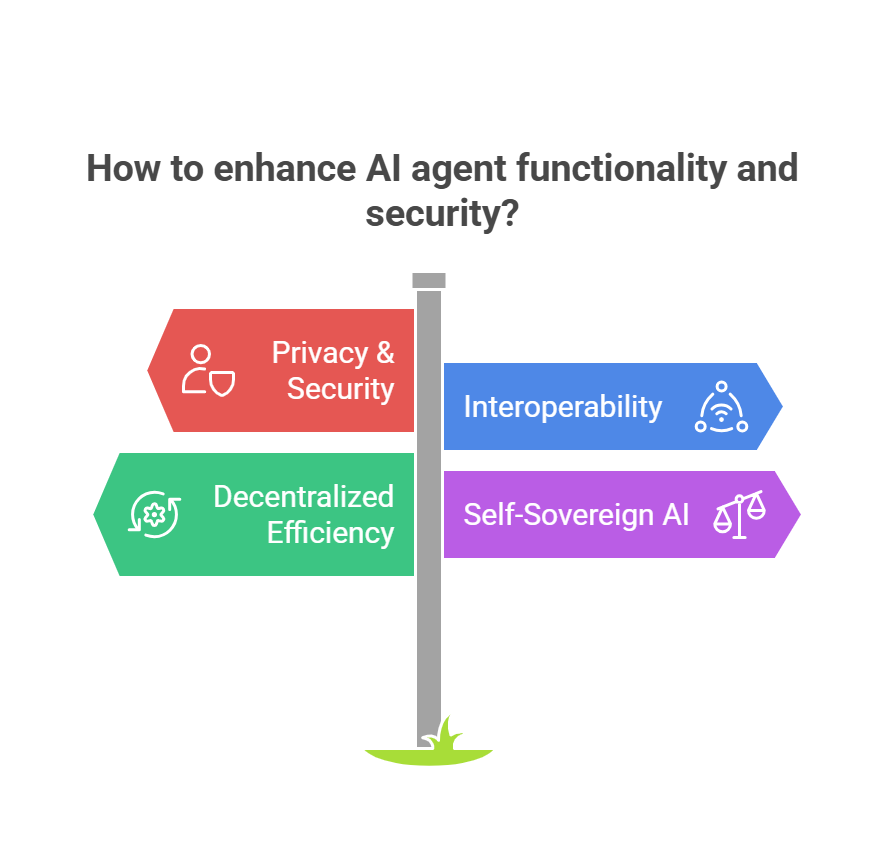 How to enhance AI agent functionality and
security?
Privacy &
Security
Interoperability
Decentralized
Efficiency
Self-Sovereign AI